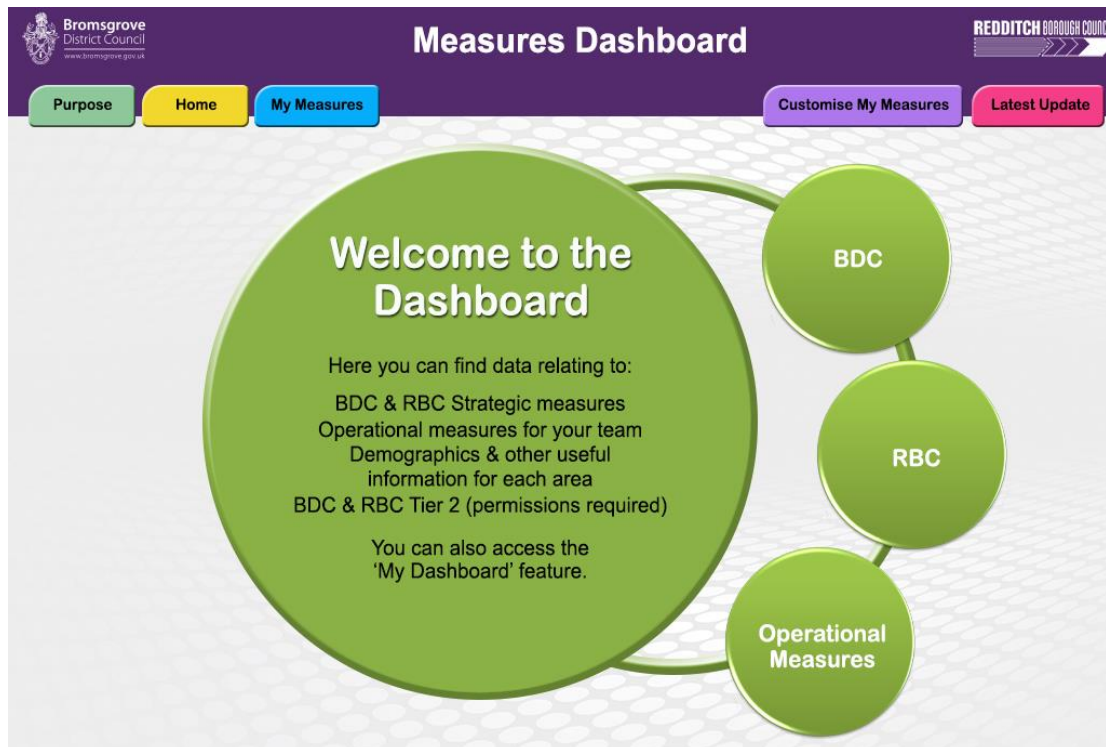 Bromsgrove
District Council
www.bromsgrove.gov.uk
Measures Dashboard
REDDITCH BOROUGH COUNC
Purpose
Home
My Measures
Customise My Measures
Latest Update
Welcome to the
Dashboard
Here you can find data relating to:
BDC & RBC Strategic measures
Operational measures for your team
Demographics & other useful
information for each area
BDC & RBC Tier 2 (permissions required)
You can also access the
‘My Dashboard’ feature.
BDC
RBC
Operational
Measures